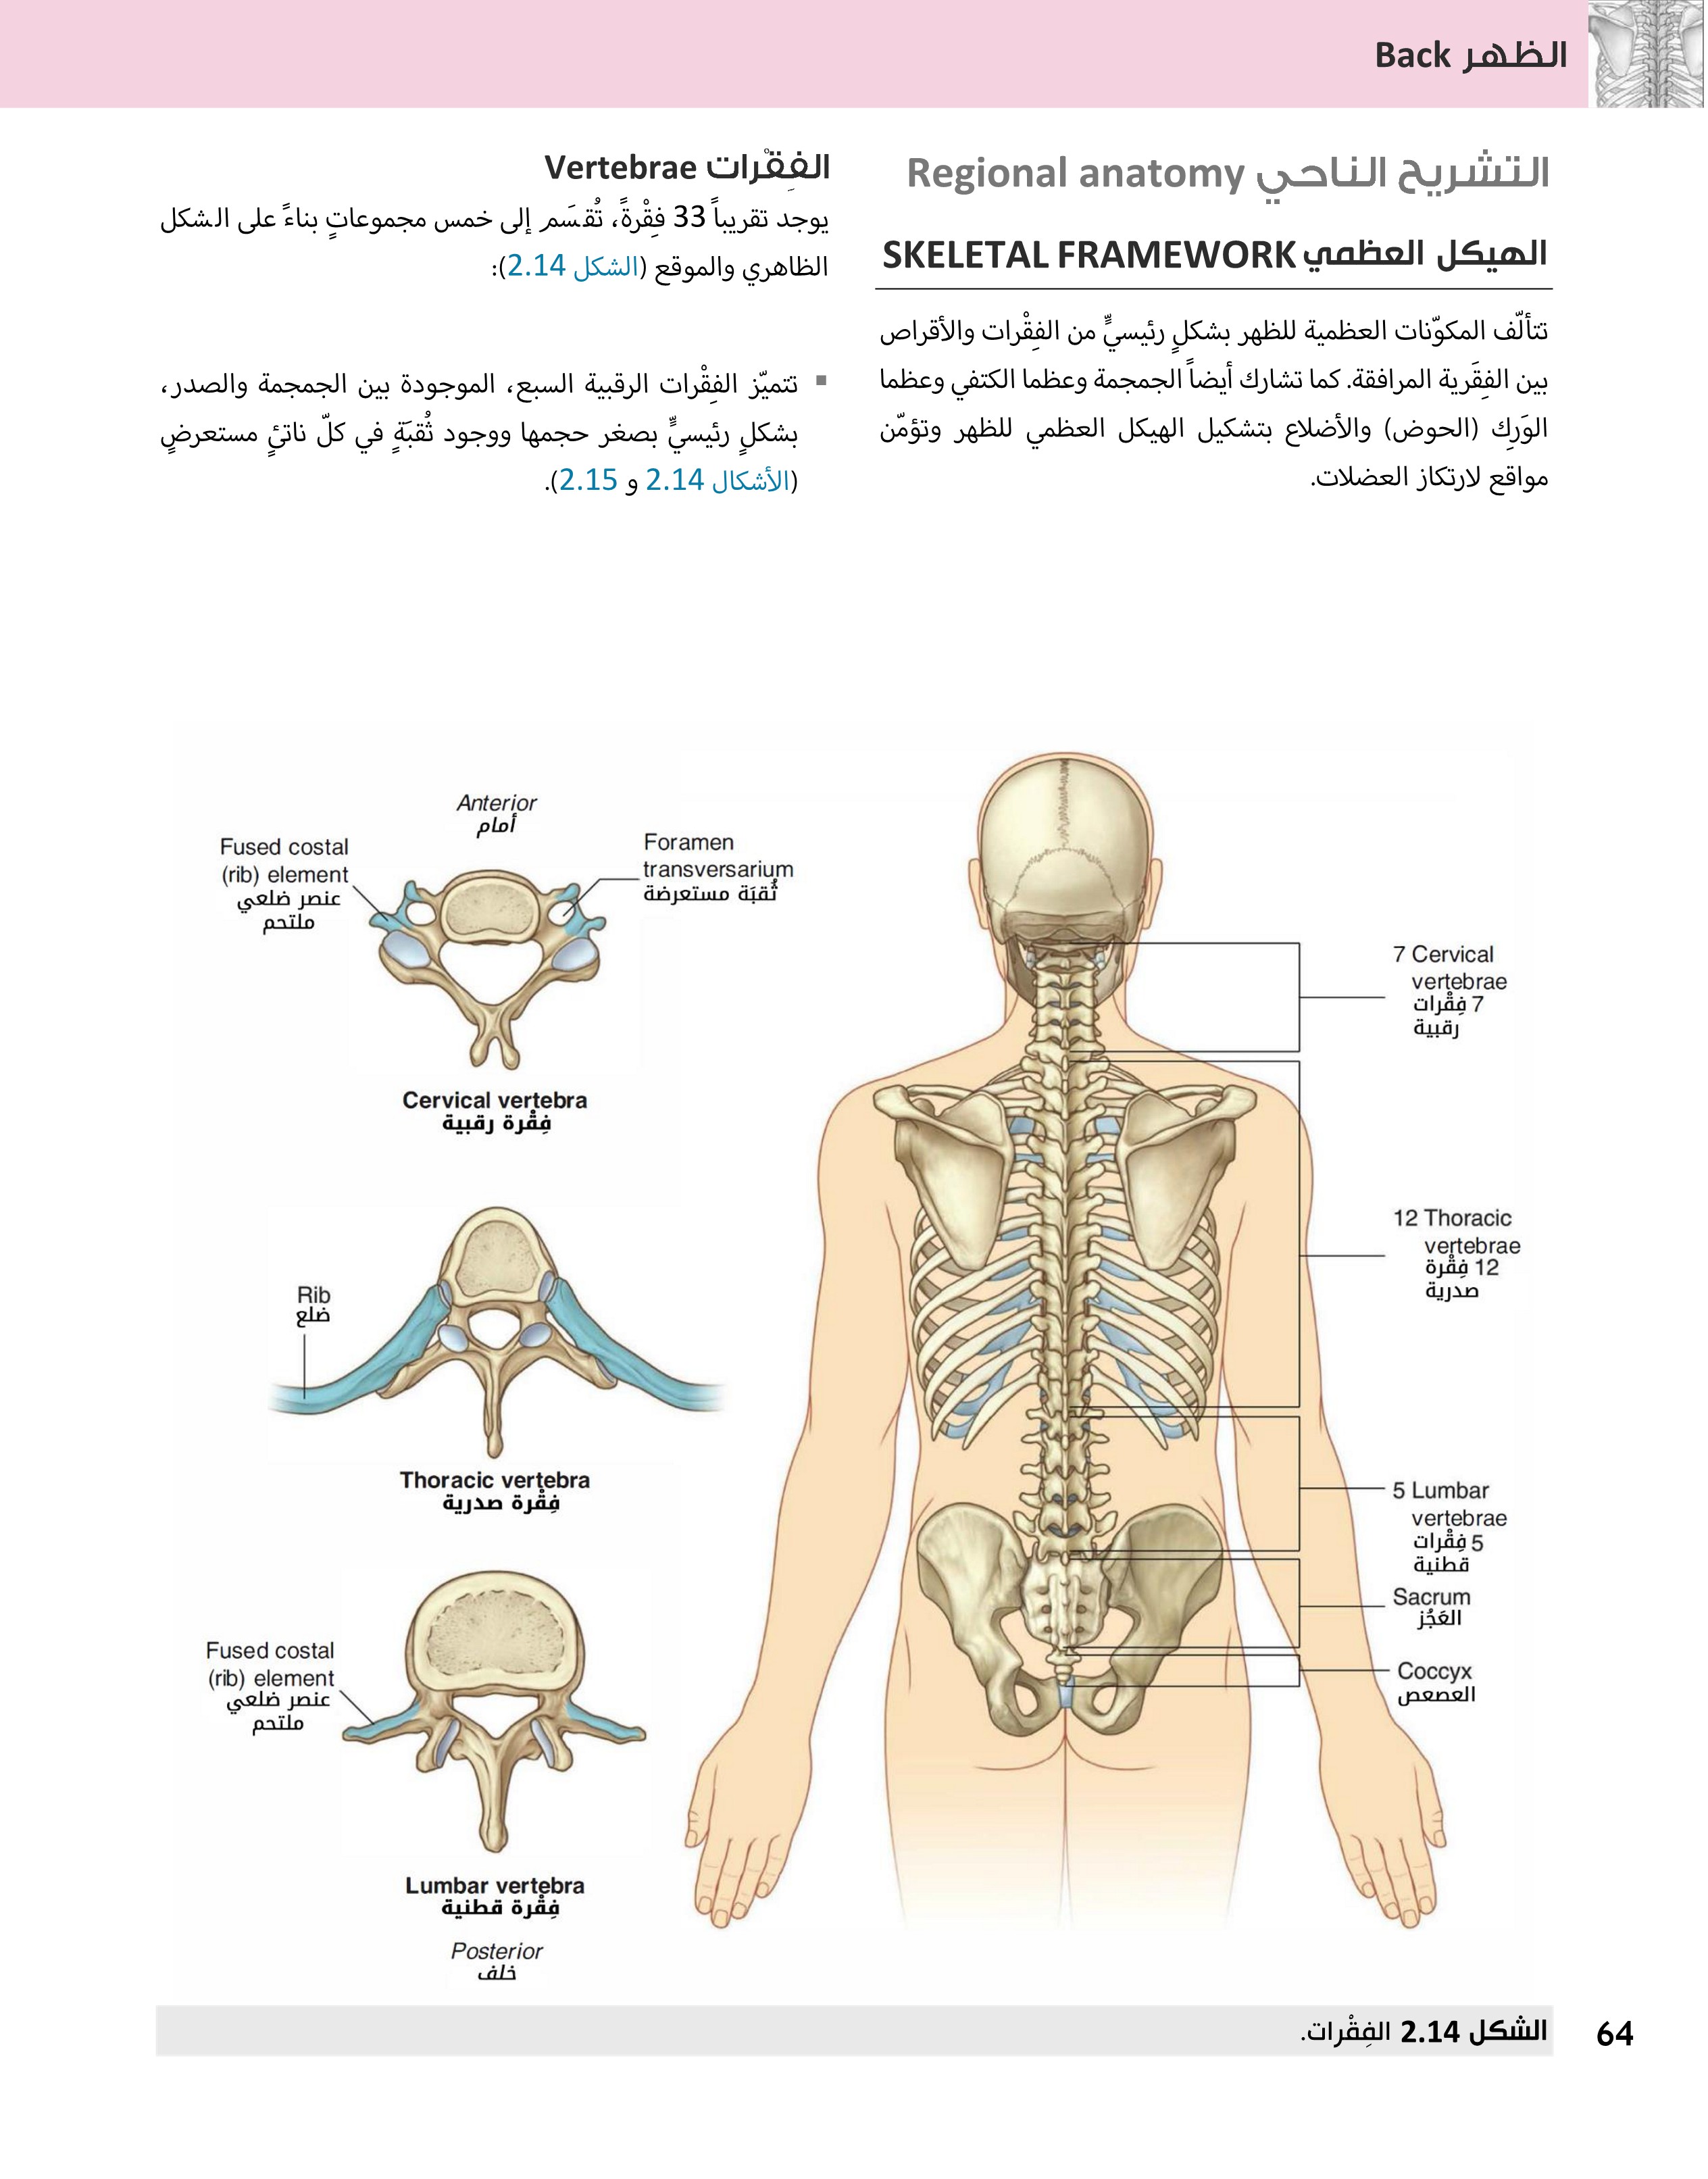 الظهر Back
التشريح الناحي Regional anatomy
الهيكل العظمي SKELETAL FRAMEWORK
تتألّف المكوّنات العظمية للظهر بشكلٍ رئيسيٍّ من الفِقْرات والأقراص
بين الفِقَرية المرافقة. كما تشارك أيضاً الجمجمة وعظما الكتفي وعظما
الوَرِك (الحوض) والأضلاع بتشكيل الهيكل العظمي للظهر وتؤمّن
مواقع لارتكاز العضلات.
الفِقْرات Vertebrae
يوجد تقريباً 33 فِقْرةً، تُقسَم إلى خمس مجموعاتٍ بناءً على الشكل
الظاهري والموقع (الشكل 2.14):
▪ تتميّز الفِقْرات الرقبية السبع، الموجودة بين الجمجمة والصدر،
بشكلٍ رئيسيٍّ بصغر حجمها ووجود ثُقبَةٍ في كلّ ناتئٍ مستعرضٍ
(الأشكال 2.14 و 2.15).
Anterior
أمام
Fused costal
(rib) element
عنصر ضلعي
ملتحم
Foramen
transversarium
ثُقبَة مستعرضة
Cervical vertebra
فِقْرة رقبية
Rib
ضلع
Thoracic vertebra
فِقْرة صدرية
Fused costal
(rib) element
عنصر ضلعي
ملتحم
Lumbar vertebra
فِقْرة قطنية
Posterior
خلف
7 Cervical
vertebrae
7 فِقْرات
رقبية
12 Thoracic
vertebrae
12 فِقْرة
صدرية
5 Lumbar
vertebrae
5 فِقْرات
قطنية
Sacrum
العَجُز
Coccyx
العصعص
الشكل 2.14 الفِقْرات.
64